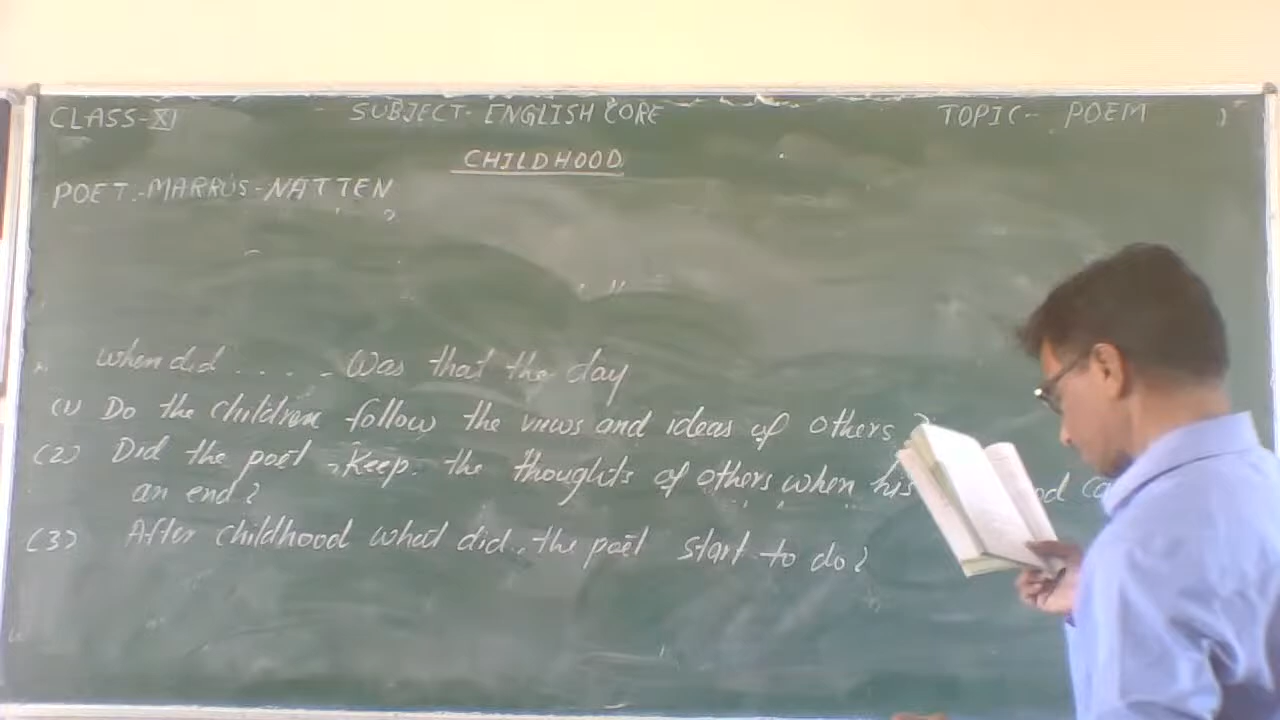 CLASS-XI SUBJECT- ENGLISH CORE TOPIC- POEM
CHILDHOOD
POET.-MARRUS-NATTEN
When did .... - Was that the day
(1) Do the children follow the views and ideas of others ?
(2) Did the poet Keep. the thoughts of others when his
an end?
(3) After childhood what did the poet start to do?